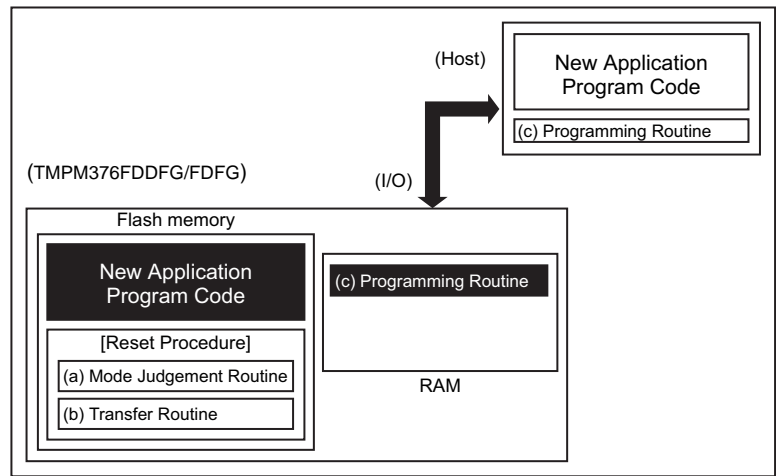 (Host)
New Application
Program Code
(c) Programming Routine
(TMPM376FDDFG/FDFG)
(I/O)
Flash memory
New Application
Program Code
[Reset Procedure]
(a) Mode Judgement Routine
(b) Transfer Routine
(c) Programming Routine
RAM